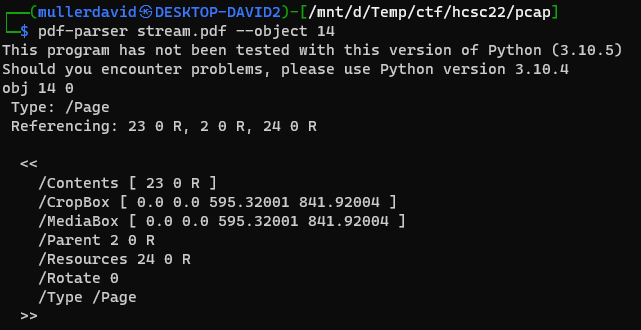 ┌──(mullerdavid㉿DESKTOP-DAVID2)-[/mnt/d/Temp/ctf/hcsc22/pcap]
└─$ pdf-parser stream.pdf --object 14
This program has not been tested with this version of Python (3.10.5)
Should you encounter problems, please use Python version 3.10.4
obj 14 0
 Type: /Page
 Referencing: 23 0 R, 2 0 R, 24 0 R
  <<
    /Contents [ 23 0 R ]
    /CropBox [ 0.0 0.0 595.32001 841.92004 ]
    /MediaBox [ 0.0 0.0 595.32001 841.92004 ]
    /Parent 2 0 R
    /Resources 24 0 R
    /Rotate 0
    /Type /Page
  >>